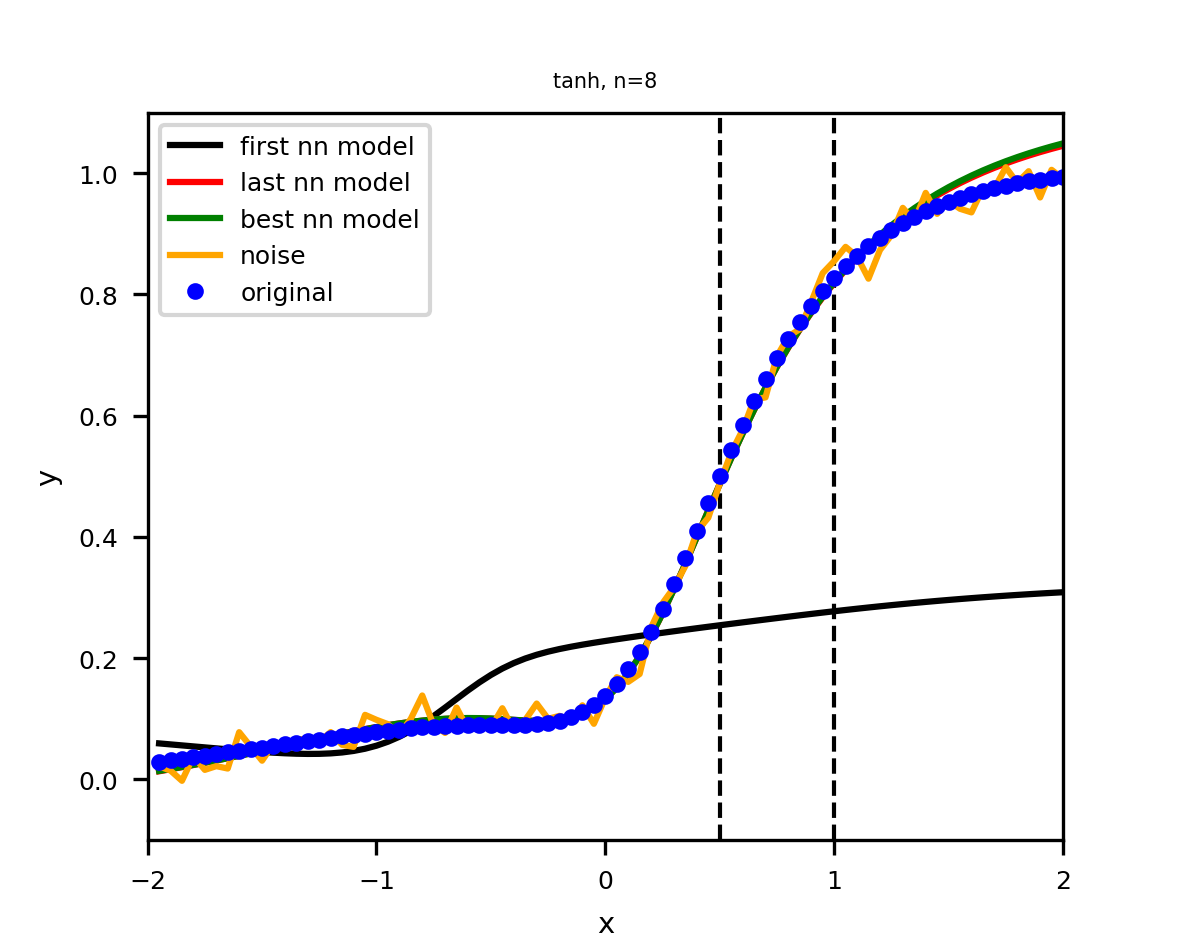 tanh, n=8
first nn model
last nn model
best nn model
noise
original
1.0
0.8
0.6
0.4
0.2
0.0
y
−2
−1
0
1
2
x